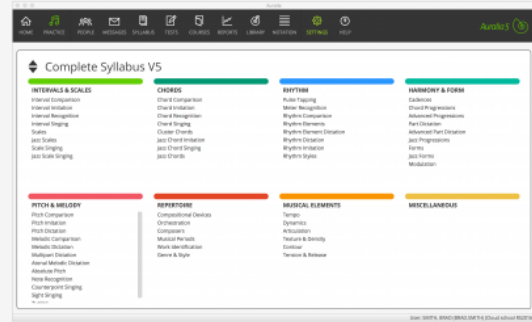 Auralia
HOME PRACTICE PEOPLE MESSAGES SYLLABUS TESTS COURSES REPORTS LIBRARY NOTATION SETTINGS HELP
Auralia 5
Complete Syllabus V5
INTERVALS & SCALES
Interval Comparison
Interval Imitation
Interval Recognition
Interval Singing
Scales
Jazz Scales
Scale Singing
Jazz Scale Singing
CHORDS
Chord Comparison
Chord Imitation
Chord Recognition
Chord Singing
Cluster Chords
Jazz Chord Imitation
Jazz Chord Singing
Jazz Chords
RHYTHM
Pulse Tapping
Meter Recognition
Rhythm Comparison
Rhythm Elements
Rhythm Element Dictation
Rhythm Dictation
Rhythm Imitation
Rhythm Styles
HARMONY & FORM
Cadences
Chord Progressions
Advanced Progressions
Part Dictation
Advanced Part Dictation
Jazz Progressions
Forms
Jazz Forms
Modulation
PITCH & MELODY
Pitch Comparison
Pitch Imitation
Pitch Dictation
Melodic Comparison
Melodic Dictation
Multipart Dictation
Atonal Melodic Dictation
Absolute Pitch
Note Recognition
Counterpoint Singing
Sight Singing
REPERTOIRE
Compositional Devices
Orchestration
Composers
Musical Periods
Work Identification
Genre & Style
MUSICAL ELEMENTS
Tempo
Dynamics
Articulation
Texture & Density
Contour
Tension & Release
MISCELLANEOUS
User: SMITH, BRAD (BRAD.SMITH) (Cloud school